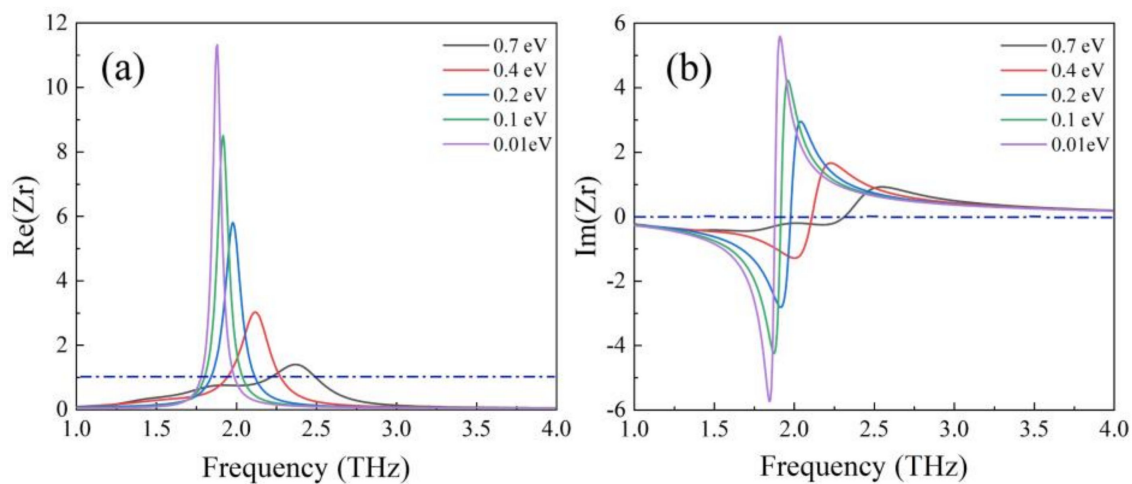 (a)
Re(Zr)
12
10
8
6
4
2
0
0.7 eV
0.4 eV
0.2 eV
0.1 eV
0.01eV
1.0 1.5 2.0 2.5 3.0 3.5 4.0
Frequency (THz)
(b)
Im(Zr)
6
4
2
0
-2
-4
-6
0.7 eV
0.4 eV
0.2 eV
0.1 eV
0.01eV
1.0 1.5 2.0 2.5 3.0 3.5 4.0
Frequency (THz)